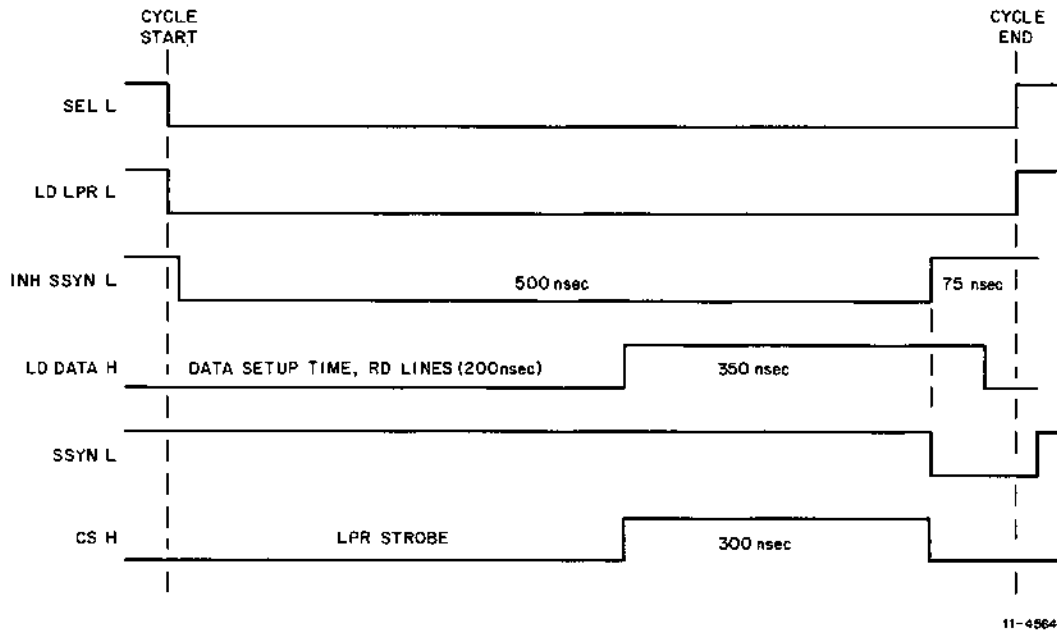 CYCLE START
CYCLE END
SEL L
LD LPR L
INH SSYN L
500 nsec
75 nsec
LD DATA H
DATA SETUP TIME, RD LINES (200nsec)
350 nsec
SSYN L
CS H
LPR STROBE
300 nsec
11-4564